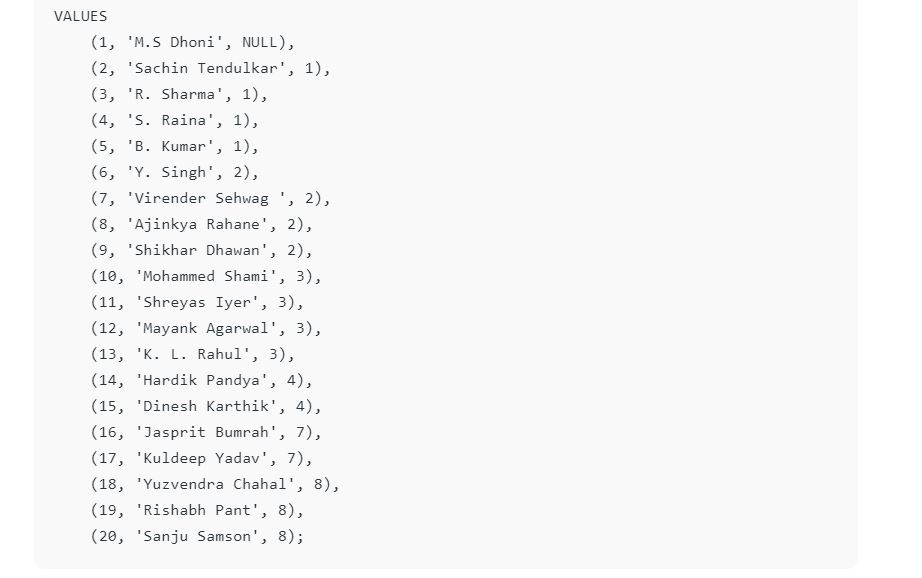 VALUES
(1, 'M.S Dhoni', NULL),
(2, 'Sachin Tendulkar', 1),
(3, 'R. Sharma', 1),
(4, 'S. Raina', 1),
(5, 'B. Kumar', 1),
(6, 'Y. Singh', 2),
(7, 'Virender Sehwag ', 2),
(8, 'Ajinkya Rahane', 2),
(9, 'Shikhar Dhawan', 2),
(10, 'Mohammed Shami', 3),
(11, 'Shreyas Iyer', 3),
(12, 'Mayank Agarwal', 3),
(13, 'K. L. Rahul', 3),
(14, 'Hardik Pandya', 4),
(15, 'Dinesh Karthik', 4),
(16, 'Jasprit Bumrah', 7),
(17, 'Kuldeep Yadav', 7),
(18, 'Yuzvendra Chahal', 8),
(19, 'Rishabh Pant', 8),
(20, 'Sanju Samson', 8);